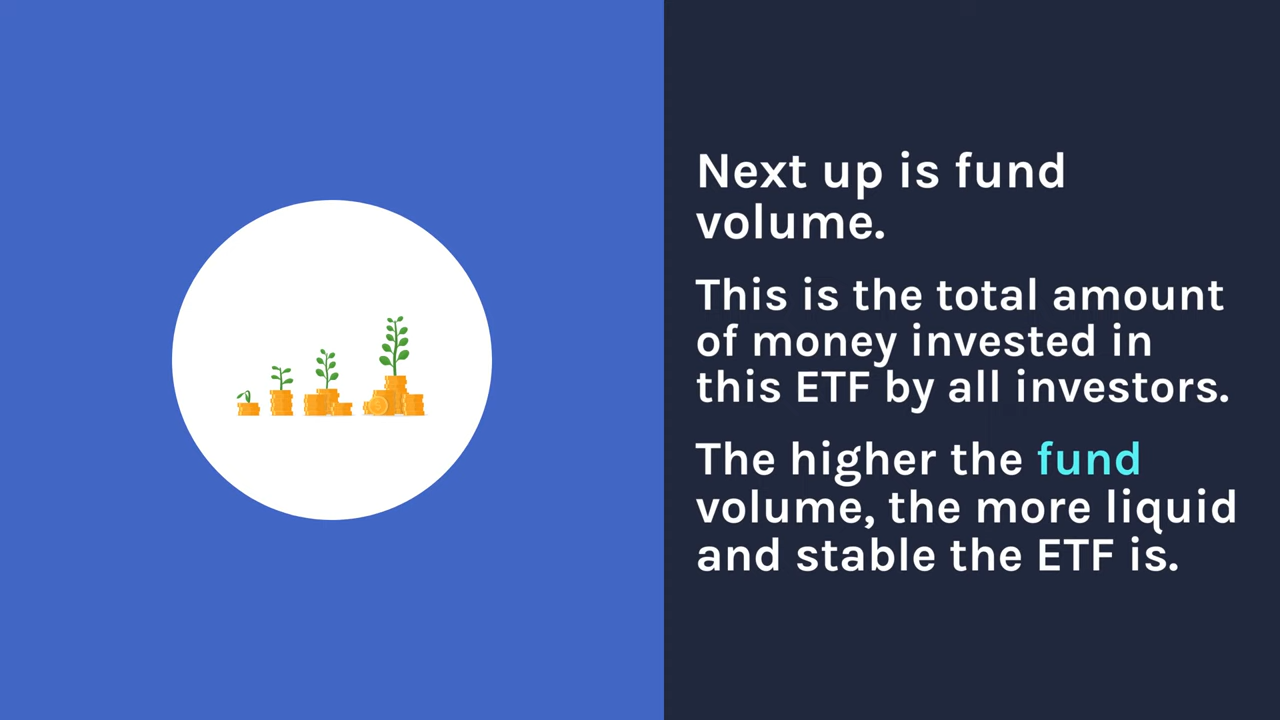 Next up is fund
volume.
This is the total amount
of money invested in
this ETF by all investors.
The higher the fund
volume, the more liquid
and stable the ETF is.